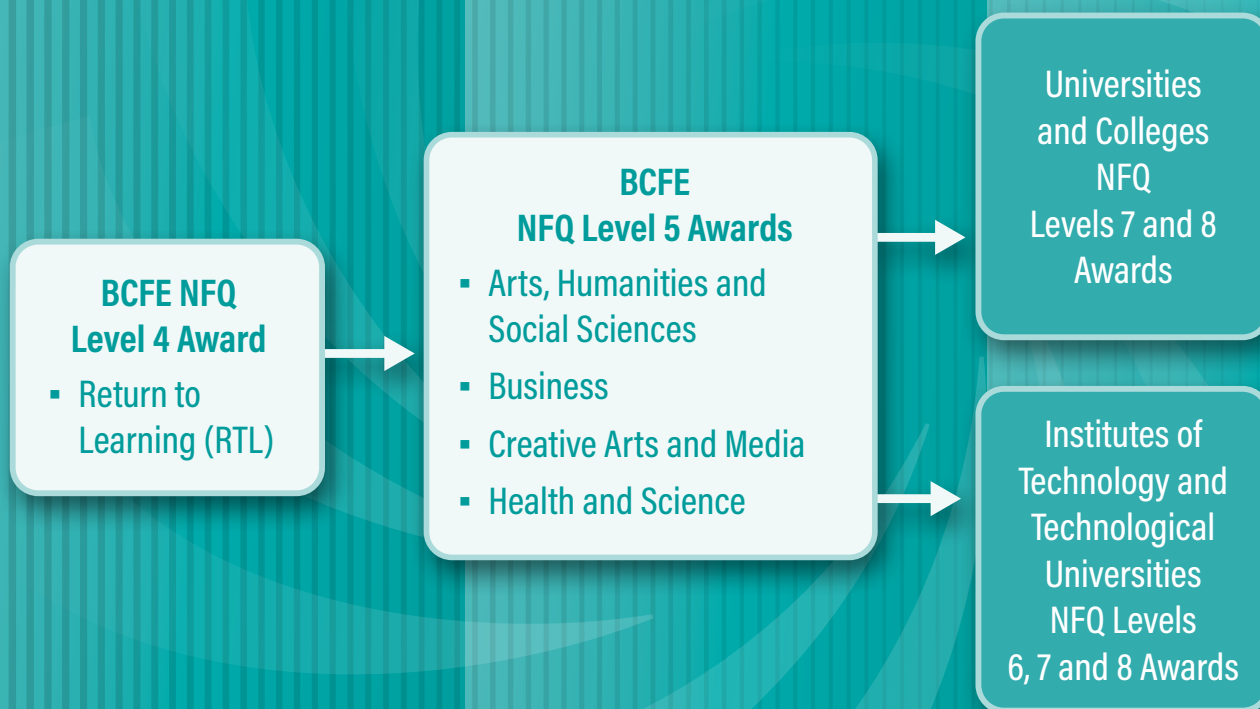 BCFE NFQ
Level 4 Award
▪ Return to
Learning (RTL)
BCFE
NFQ Level 5 Awards
▪ Arts, Humanities and
Social Sciences
▪ Business
▪ Creative Arts and Media
▪ Health and Science
Universities
and Colleges
NFQ
Levels 7 and 8
Awards
Institutes of
Technology and
Technological
Universities
NFQ Levels
6, 7 and 8 Awards